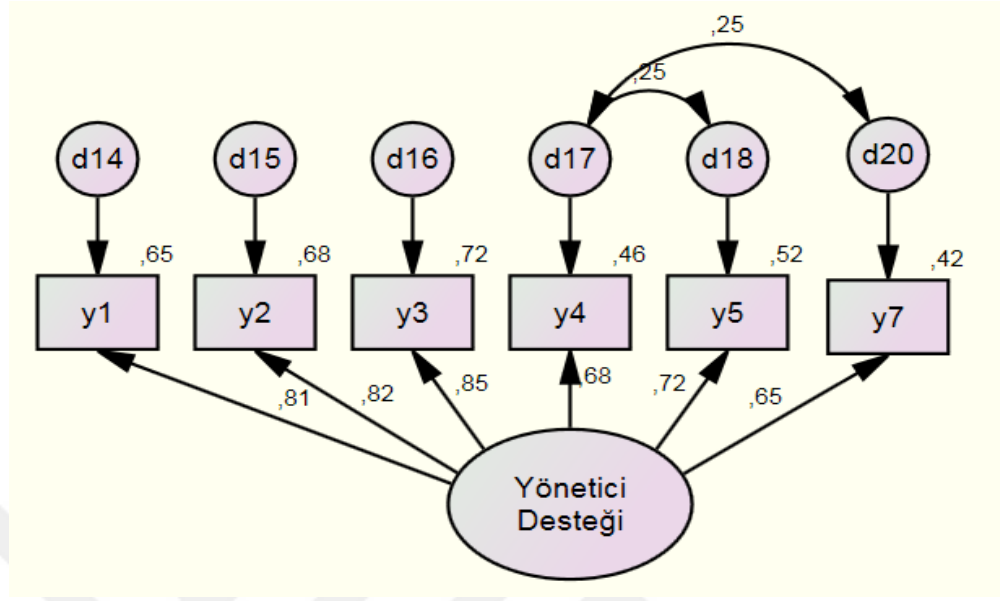 ,25
,25
d14 d15 d16 d17 d18 d20
,65 ,68 ,72 ,46 ,52 ,42
y1 y2 y3 y4 y5 y7
,81 ,82 ,85 ,68 ,72 ,65
Yönetici
Desteği